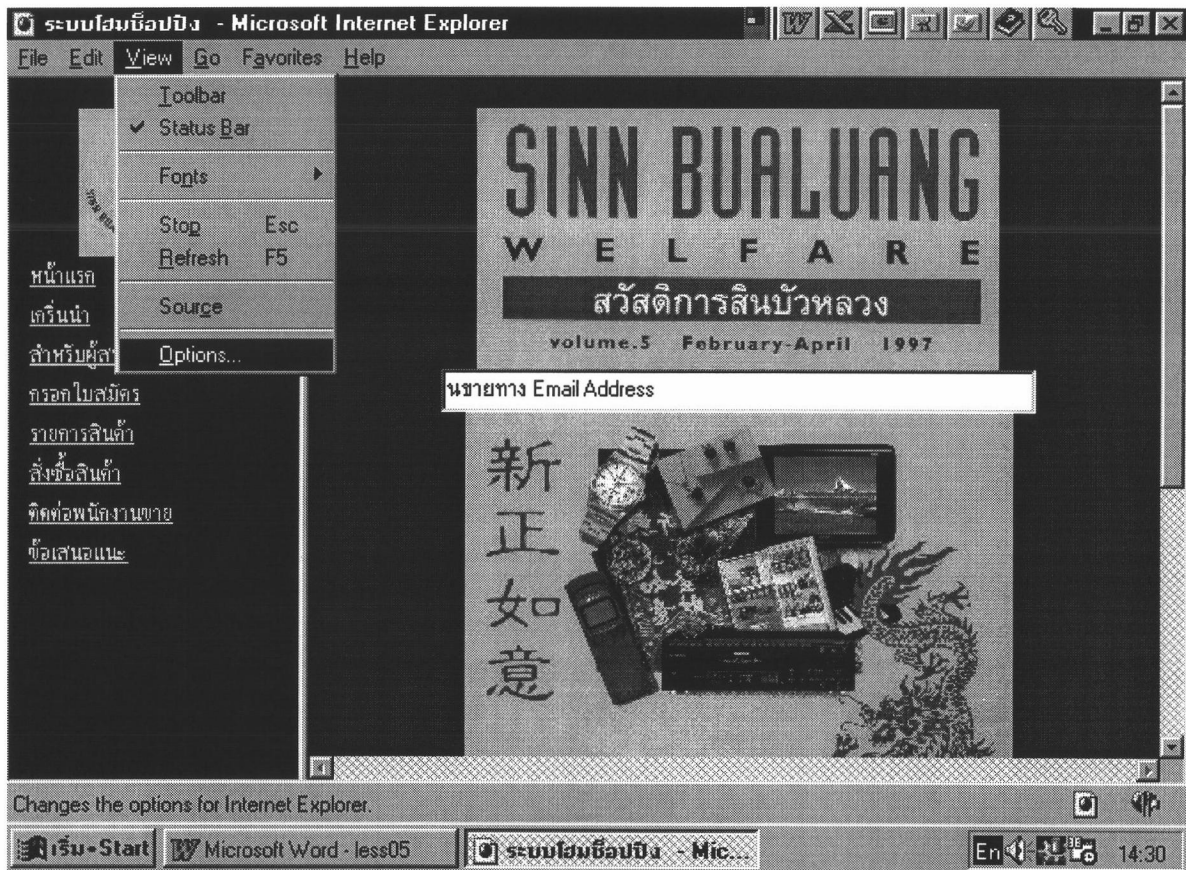 ระบบโฮมช็อปปิง - Microsoft Internet Explorer
File Edit View Go Favorites Help
Toolbar
✓ Status Bar
Fonts
Stop Esc
Refresh F5
Source
Options...
หน้าแรก
เกริ่นนำ
สำหรับผู้ส
กรอกใบสมัคร
รายการสินค้า
สั่งซื้อสินค้า
ติดต่อพนักงานขาย
ข้อเสนอแนะ
SINN BUALUANG
WELFARE
สวัสดิการสินบัวหลวง
volume.5 February-April 1997
นขายทาง Email Address
新
正
如
意
Changes the options for Internet Explorer.
เริ่ม-Start
Microsoft Word - less05
ระบบโฮมช็อปปิง - Mic...
En
14:30